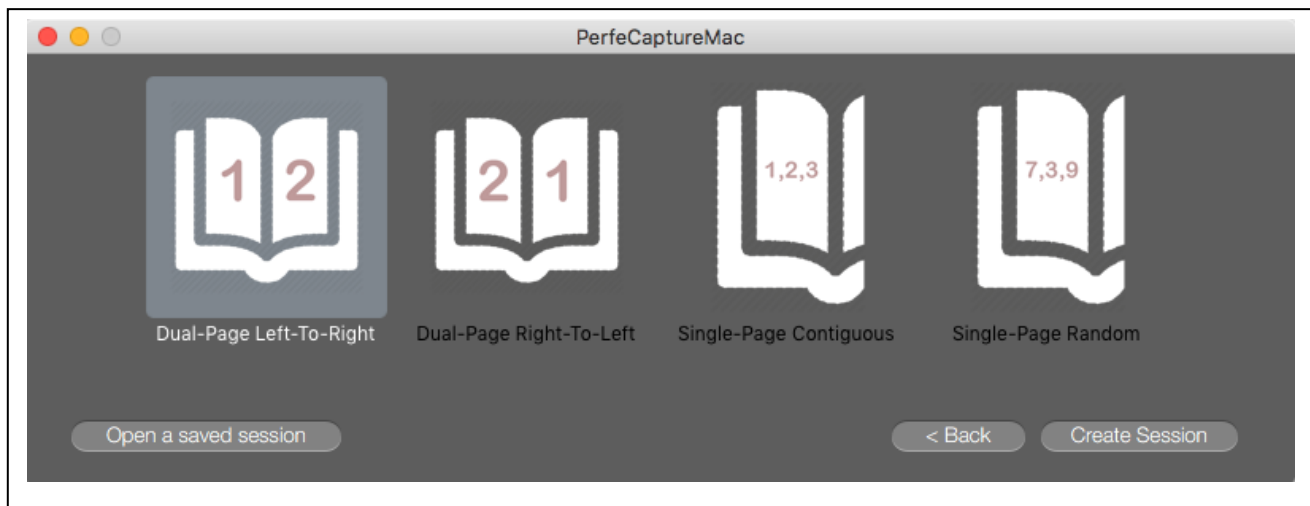 PerfeCaptureMac
1 2
2 1
1,2,3
7,3,9
Dual-Page Left-To-Right
Dual-Page Right-To-Left
Single-Page Contiguous
Single-Page Random
Open a saved session
< Back
Create Session